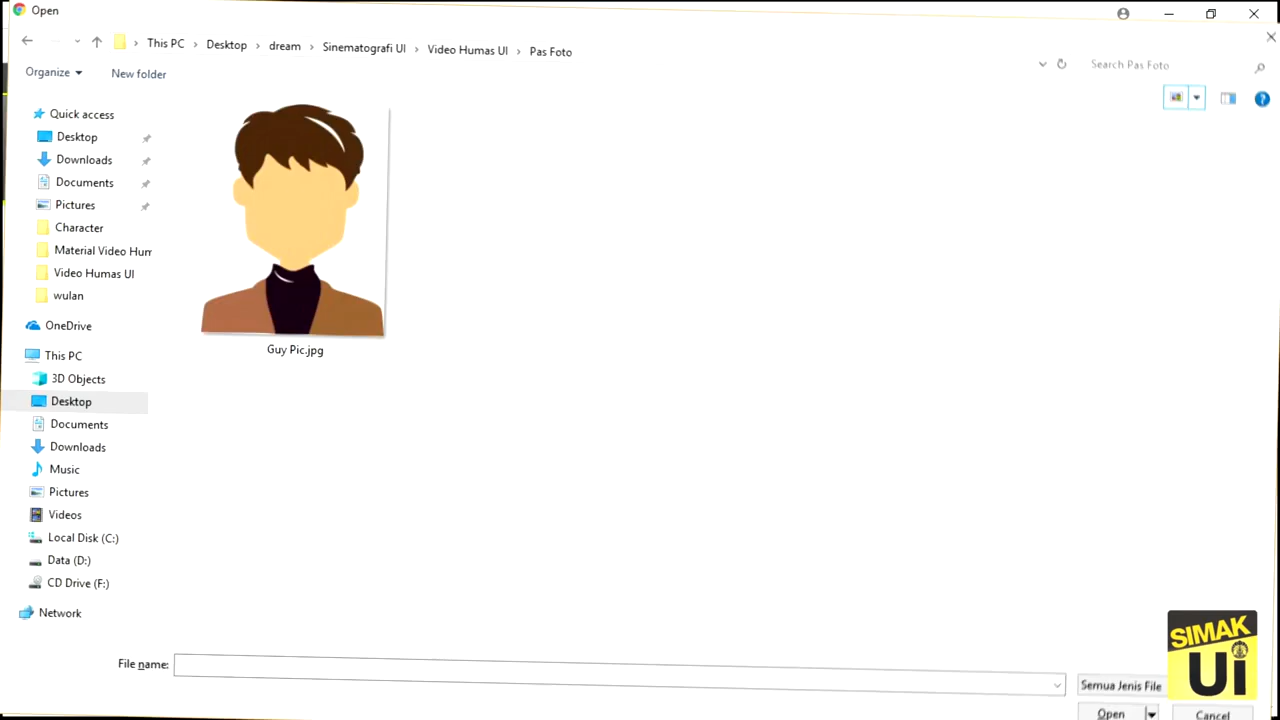 Open
This PC
Desktop
dream
Sinematografi UI
Video Humas UI
Pas Foto
Search Pas Foto
Organize
New folder
Quick access
Desktop
Downloads
Documents
Pictures
Character
Material Video Hum
Video Humas UI
wulan
OneDrive
This PC
3D Objects
Desktop
Documents
Downloads
Music
Pictures
Videos
Local Disk (C:)
Data (D:)
CD Drive (F:)
Network
Guy Pic.jpg
File name:
Semua Jenis File
Open
Cancel
SIMAK
Ui